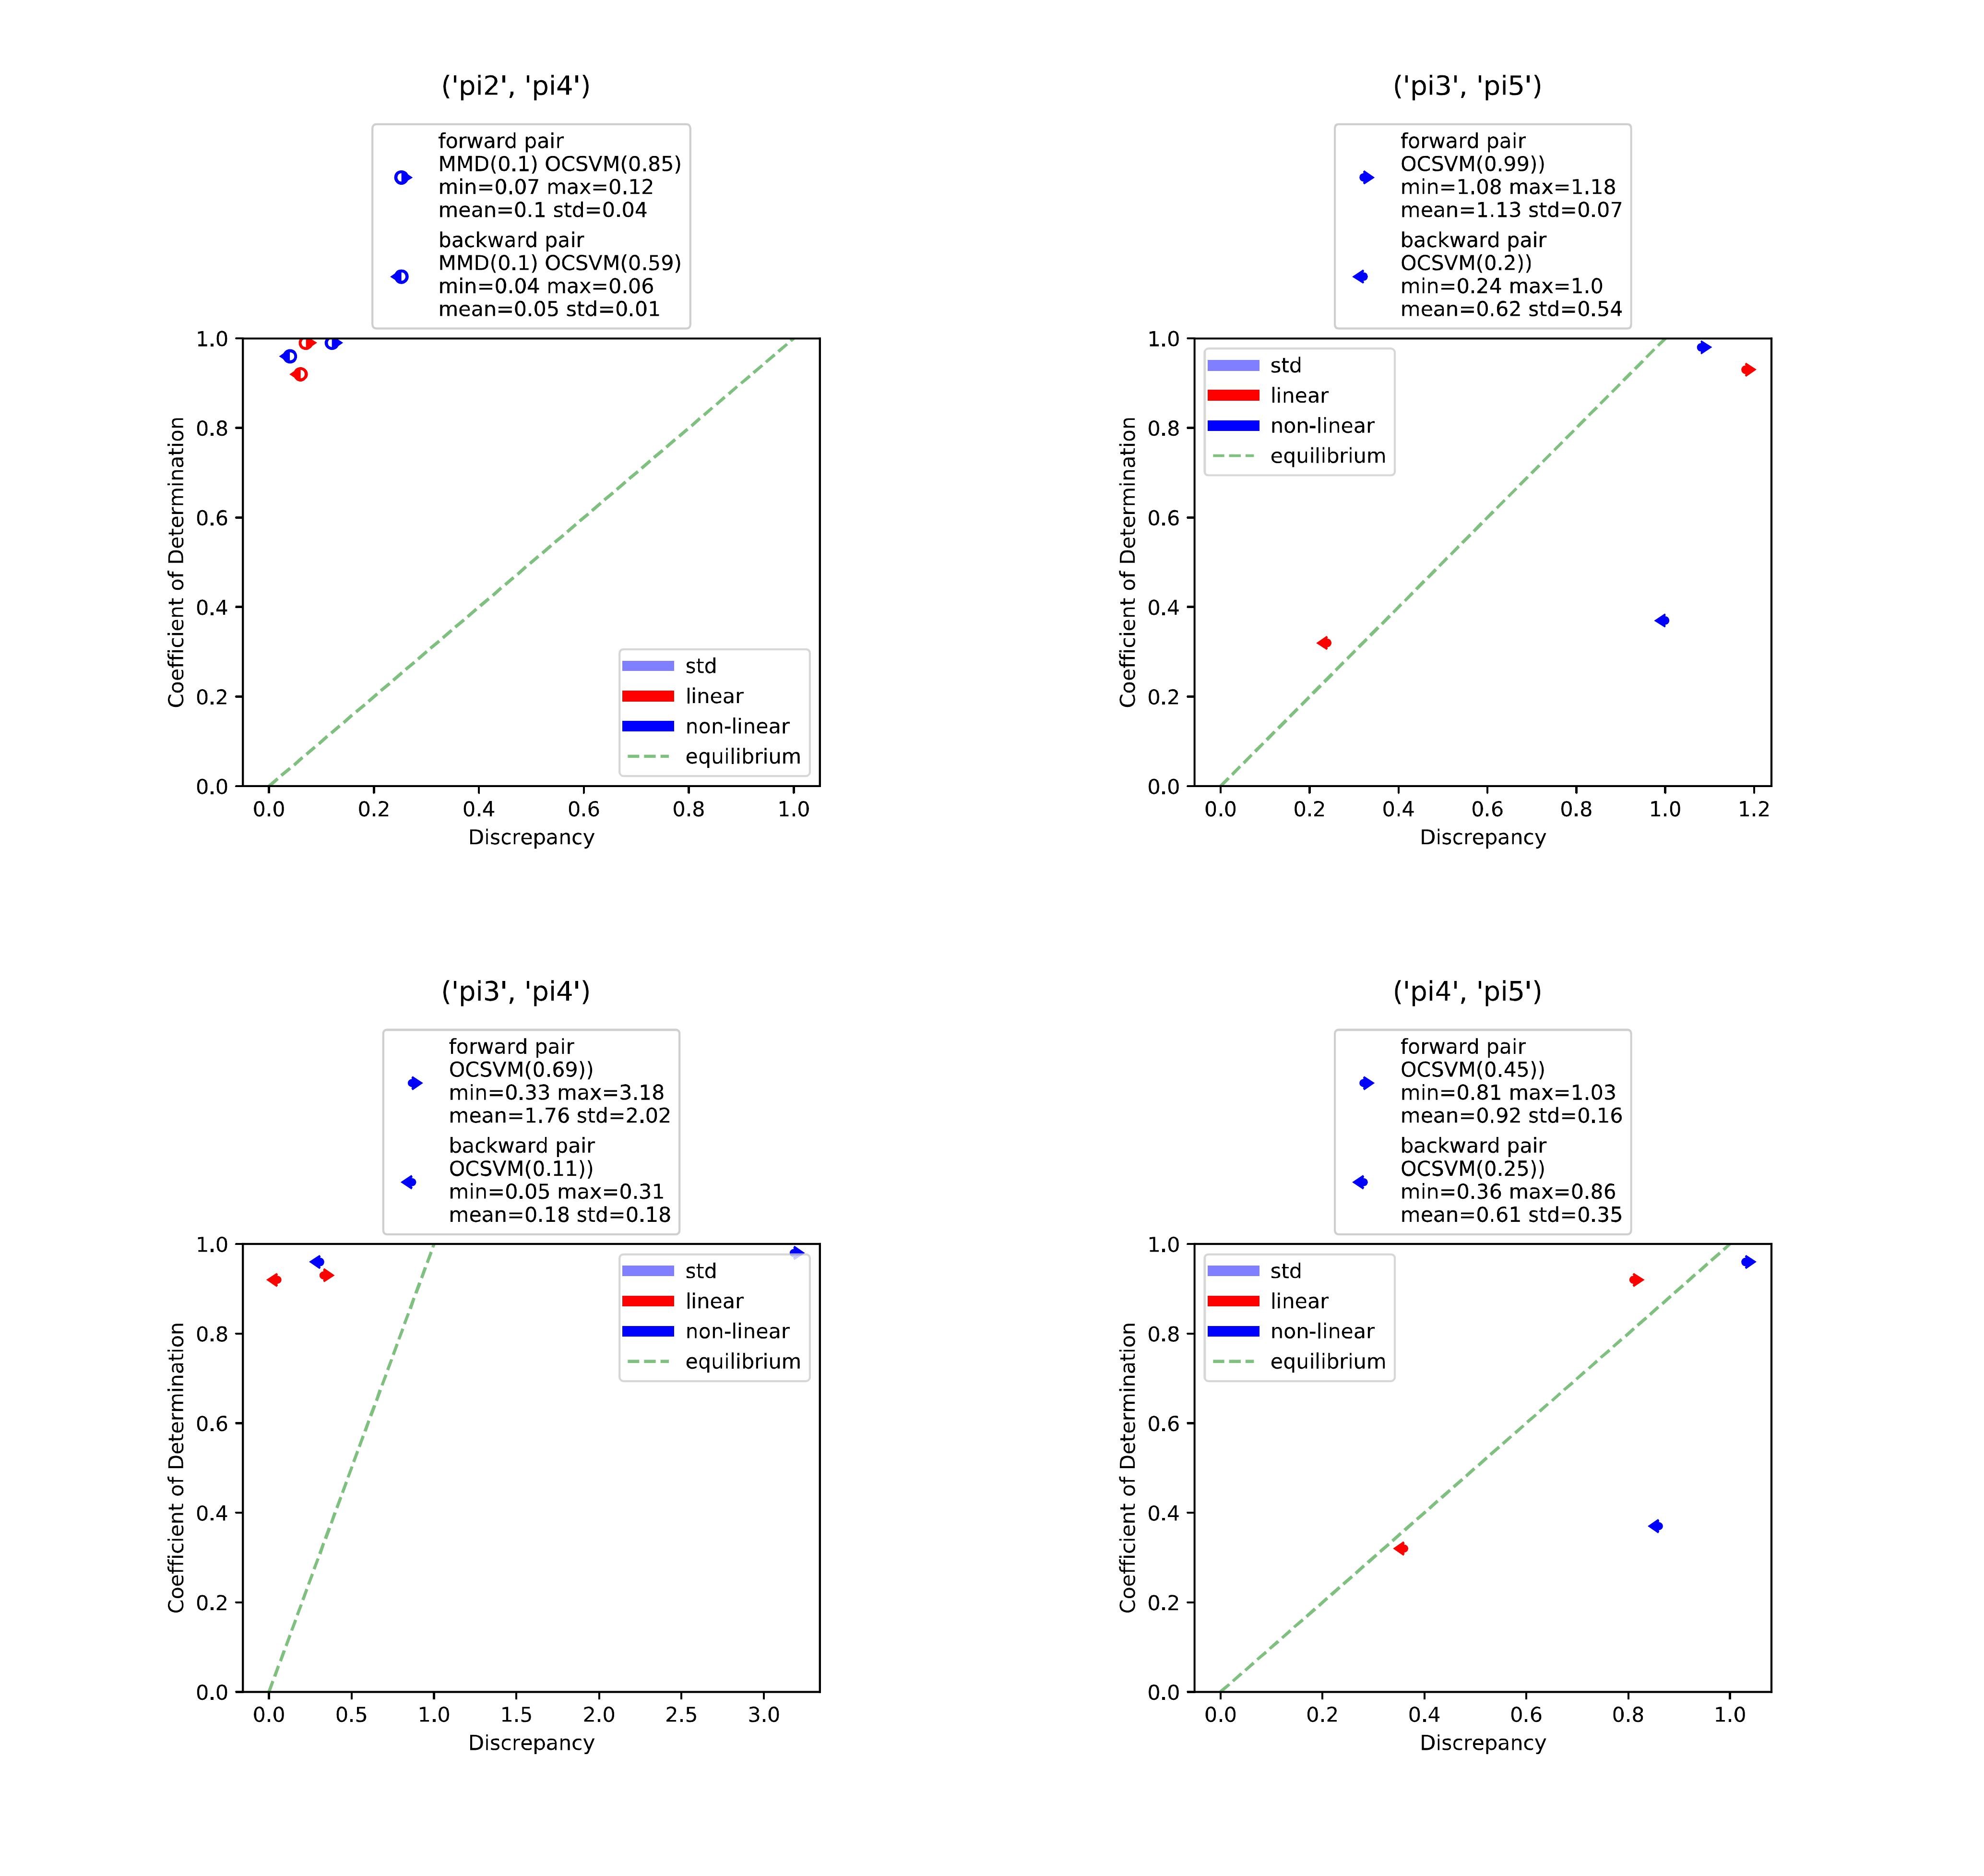 ('pi2', 'pi4')
forward pair
MMD(0.1) OCSVM(0.85)
min=0.07 max=0.12
mean=0.1 std=0.04
backward pair
MMD(0.1) OCSVM(0.59)
min=0.04 max=0.06
mean=0.05 std=0.01
1.0
0.8
0.6
0.4
0.2
0.0
Coefficient of Determination
std
linear
non-linear
equilibrium
0.0 0.2 0.4 0.6 0.8 1.0
Discrepancy
('pi3', 'pi5')
forward pair
OCSVM(0.99))
min=1.08 max=1.18
mean=1.13 std=0.07
backward pair
OCSVM(0.2))
min=0.24 max=1.0
mean=0.62 std=0.54
1.0
0.8
0.6
0.4
0.2
0.0
Coefficient of Determination
std
linear
non-linear
equilibrium
0.0 0.2 0.4 0.6 0.8 1.0 1.2
Discrepancy
('pi3', 'pi4')
forward pair
OCSVM(0.69))
min=0.33 max=3.18
mean=1.76 std=2.02
backward pair
OCSVM(0.11))
min=0.05 max=0.31
mean=0.18 std=0.18
1.0
0.8
0.6
0.4
0.2
0.0
Coefficient of Determination
std
linear
non-linear
equilibrium
0.0 0.5 1.0 1.5 2.0 2.5 3.0
Discrepancy
('pi4', 'pi5')
forward pair
OCSVM(0.45))
min=0.81 max=1.03
mean=0.92 std=0.16
backward pair
OCSVM(0.25))
min=0.36 max=0.86
mean=0.61 std=0.35
1.0
0.8
0.6
0.4
0.2
0.0
Coefficient of Determination
std
linear
non-linear
equilibrium
0.0 0.2 0.4 0.6 0.8 1.0
Discrepancy